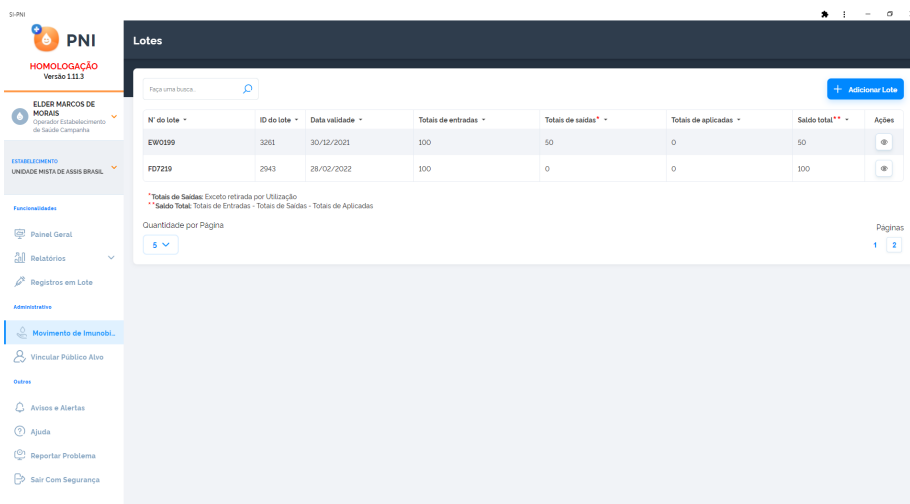 SI-PNI
PNI
HOMOLOGAÇÃO
Versão 1.11.3
ELDER MARCOS DE
MORAIS
Operador Estabelecimento
de Saúde Campanha
ESTABELECIMENTO
UNIDADE MISTA DE ASSIS BRASIL
Funcionalidades
Painel Geral
Relatórios
Registros em Lote
Administrativo
Movimento de Imunobi...
Vincular Público Alvo
Outros
Avisos e Alertas
Ajuda
Reportar Problema
Sair Com Segurança
Lotes
Faça uma busca...
Adicionar Lote
N° do lote ID do lote Data validade Totais de entradas Totais de saídas* Totais de aplicadas Saldo total** Ações
EW0199 3261 30/12/2021 100 50 0 50
FD7219 2943 28/02/2022 100 0 0 100
*Totais de Saídas: Exceto retirada por Utilização
**Saldo Total: Totais de Entradas - Totais de Saídas - Totais de Aplicadas
Quantidade por Página
5
Páginas
1 2